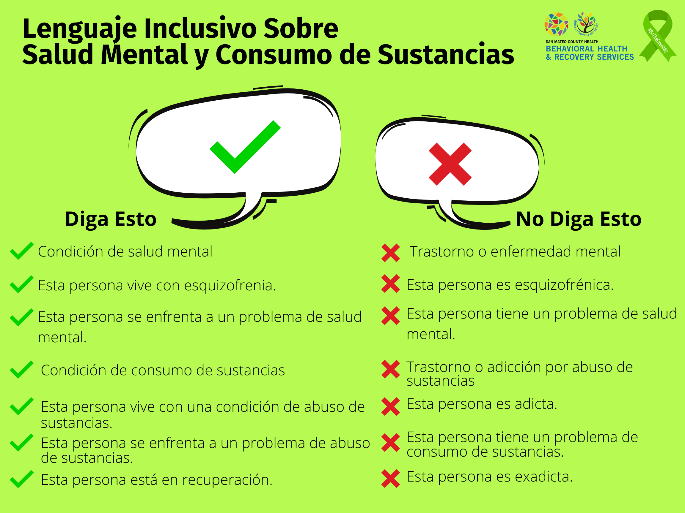 Lenguaje Inclusivo Sobre
Salud Mental y Consumo de Sustancias
SAN MATEO COUNTY HEALTH
BEHAVIORAL HEALTH
& RECOVERY SERVICES
Diga Esto
Condición de salud mental
Esta persona vive con esquizofrenia.
Esta persona se enfrenta a un problema de salud
mental.
Condición de consumo de sustancias
Esta persona vive con una condición de abuso de
sustancias.
Esta persona se enfrenta a un problema de abuso
de sustancias.
Esta persona está en recuperación.
No Diga Esto
Trastorno o enfermedad mental
Esta persona es esquizofrénica.
Esta persona tiene un problema de salud
mental.
Trastorno o adicción por abuso de
sustancias
Esta persona es adicta.
Esta persona tiene un problema de
consumo de sustancias.
Esta persona es exadicta.